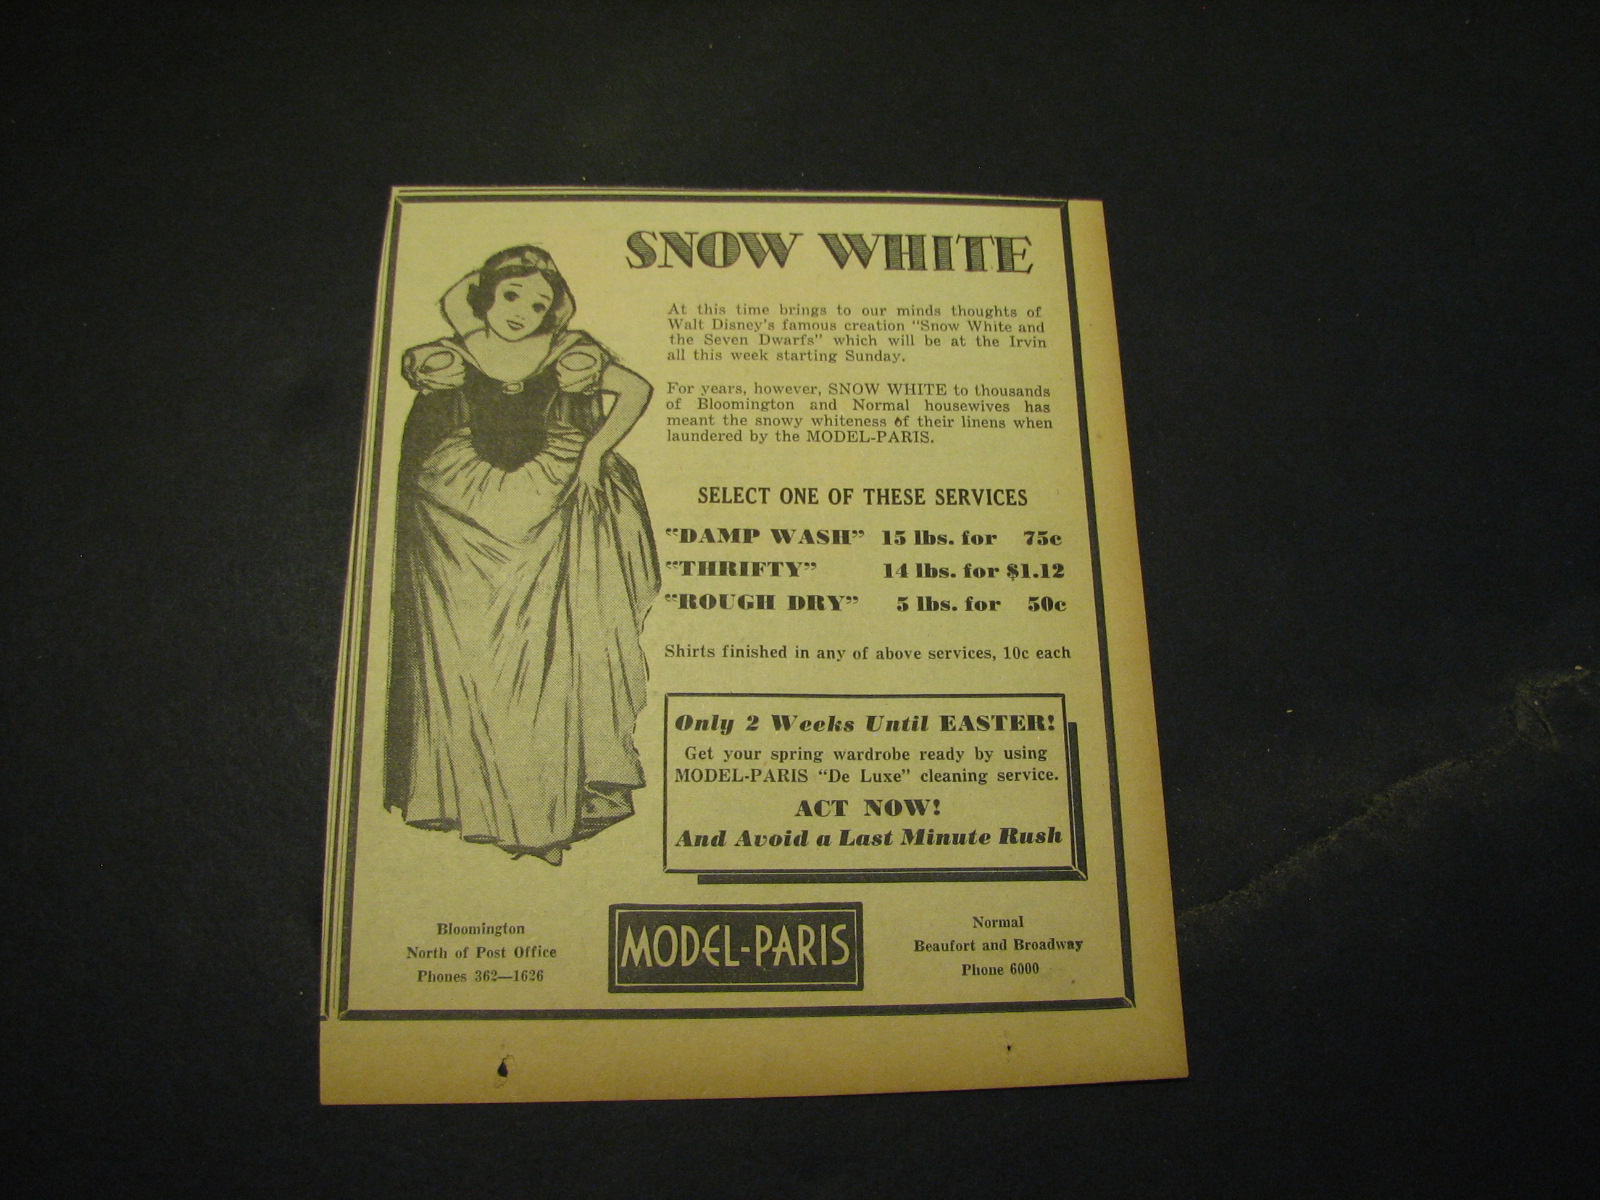 SNOW WHITE
At this time brings to our minds thoughts of
Walt Disney's famous creation "Snow White and
the Seven Dwarfs" which will be at the Irvin
all this week starting Sunday.
For years, however, SNOW WHITE to thousands
of Bloomington and Normal housewives has
meant the snowy whiteness of their linens when
laundered by the MODEL-PARIS.
SELECT ONE OF THESE SERVICES
"DAMP WASH" 15 lbs. for 75c
"THRIFTY" 14 lbs. for $1.12
"ROUGH DRY" 5 lbs. for 50c
Shirts finished in any of above services, 10c each
Only 2 Weeks Until EASTER!
Get your spring wardrobe ready by using
MODEL-PARIS "De Luxe" cleaning service.
ACT NOW!
And Avoid a Last Minute Rush
Bloomington
North of Post Office
Phones 362—1626
MODEL-PARIS
Normal
Beaufort and Broadway
Phone 6000